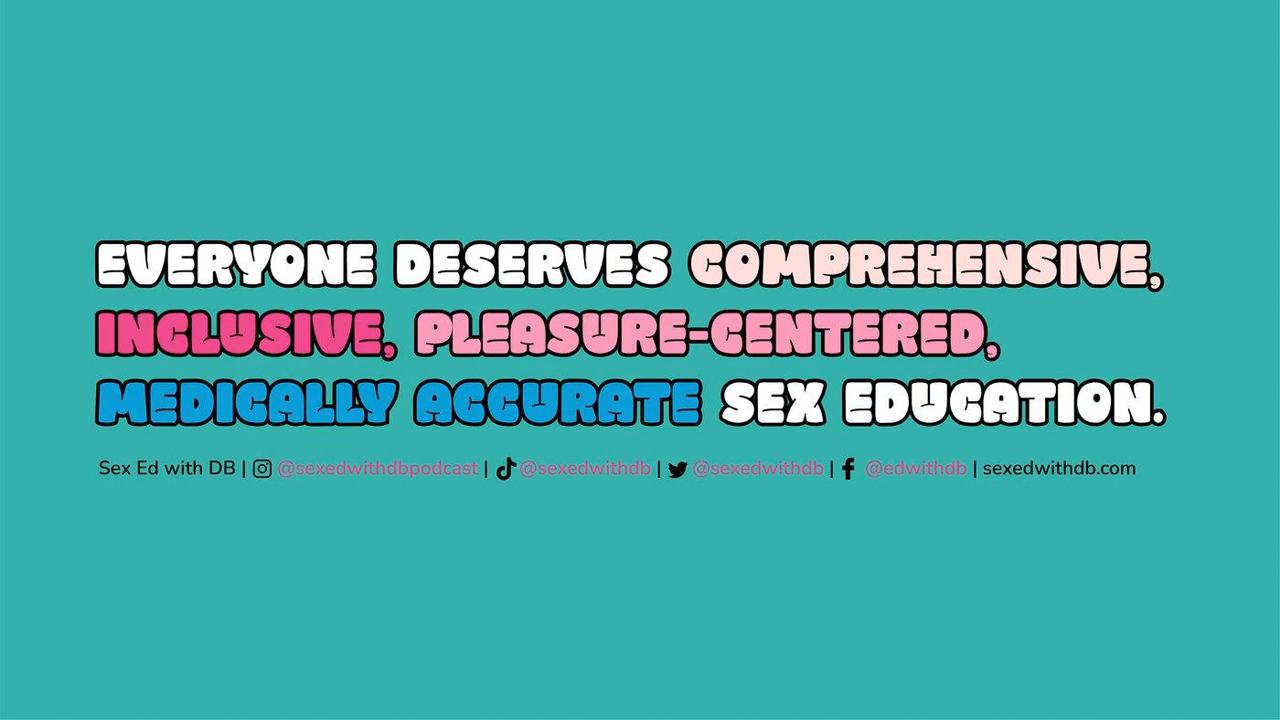 EVERYONE DESERVES COMPREHENSIVE,
INCLUSIVE, PLEASURE-CENTERED,
MEDICALLY ACCURATE SEX EDUCATION.
Sex Ed with DB | @sexedwithdbpodcast | @sexedwithdb | @sexedwithdb | @edwithdb | sexedwithdb.com